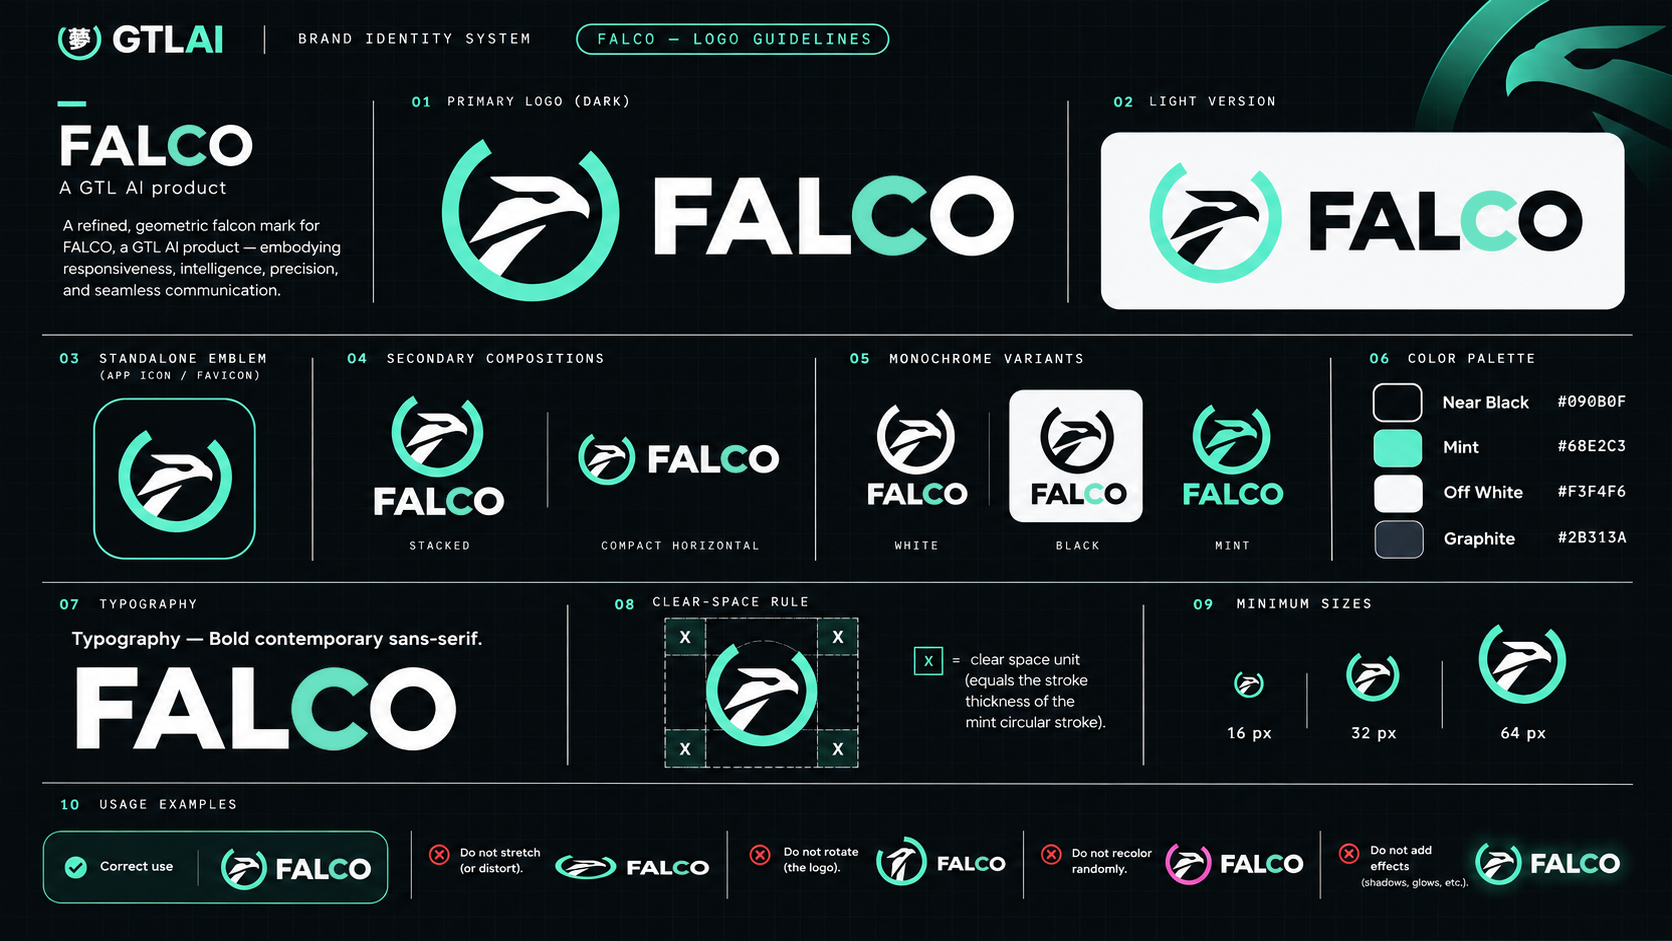 夢 GTLAI
BRAND IDENTITY SYSTEM
FALCO — LOGO GUIDELINES
FALCO
A GTL AI product
A refined, geometric falcon mark for
FALCO, a GTL AI product — embodying
responsiveness, intelligence, precision,
and seamless communication.
01 PRIMARY LOGO (DARK)
FALCO
02 LIGHT VERSION
FALCO
03 STANDALONE EMBLEM
(APP ICON / FAVICON)
04 SECONDARY COMPOSITIONS
FALCO
STACKED
FALCO
COMPACT HORIZONTAL
05 MONOCHROME VARIANTS
FALCO
WHITE
FALCO
BLACK
FALCO
MINT
06 COLOR PALETTE
Near Black #090B0F
Mint #68E2C3
Off White #F3F4F6
Graphite #2B313A
07 TYPOGRAPHY
Typography — Bold contemporary sans-serif.
FALCO
08 CLEAR-SPACE RULE
X X
X X
X = clear space unit
(equals the stroke
thickness of the
mint circular stroke).
09 MINIMUM SIZES
16 px
32 px
64 px
10 USAGE EXAMPLES
Correct use
FALCO
Do not stretch
(or distort).
FALCO
Do not rotate
(the logo).
FALCO
Do not recolor
randomly.
FALCO
Do not add
effects
(shadows, glows, etc.).
FALCO